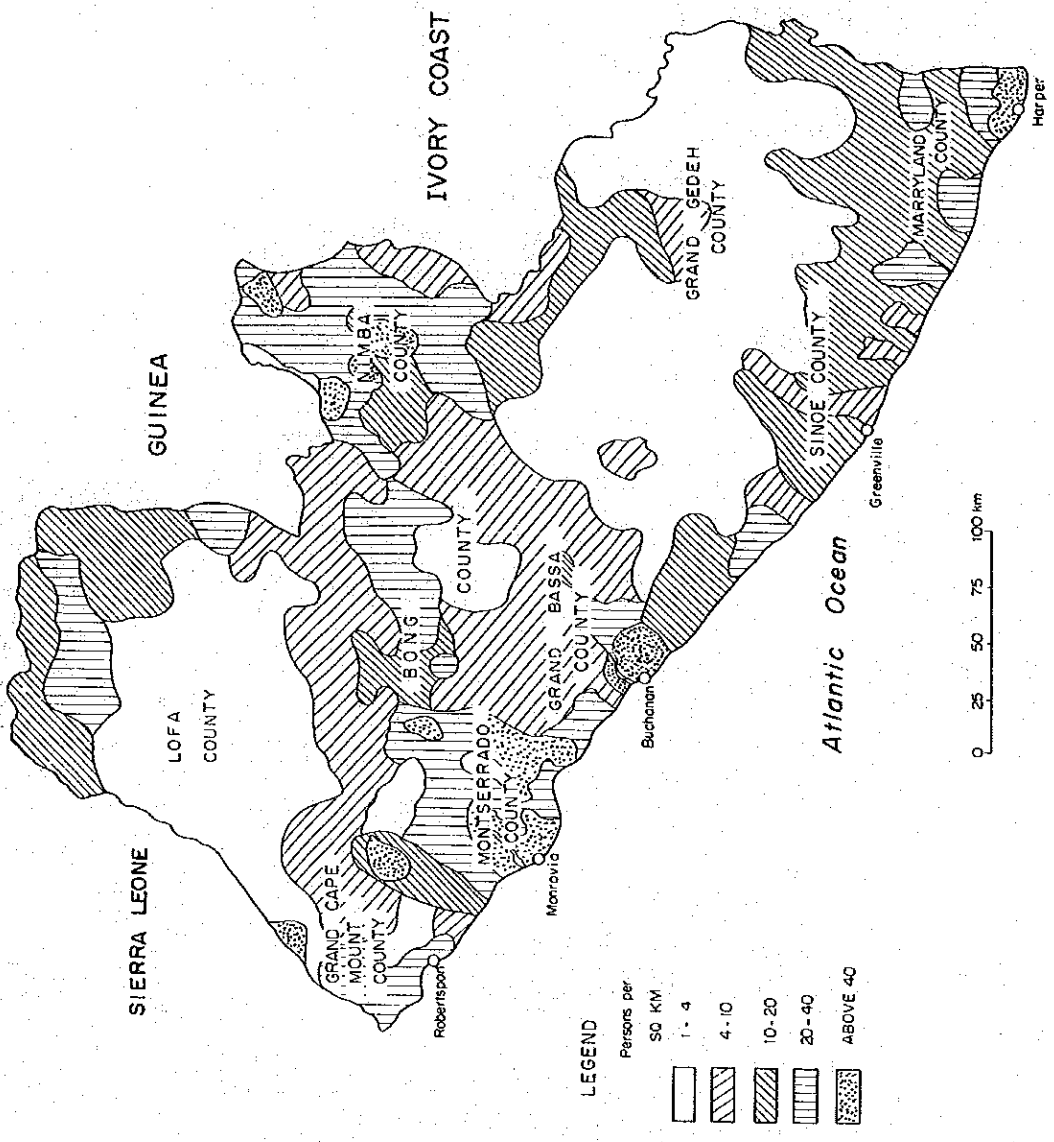 SIERRA LEONE
GUINEA
IVORY COAST
LOFA
COUNTY
GRAND CAPE
MOUNT
COUNTY
BONG
COUNTY
NIMBA
COUNTY
MONTSERRADO
COUNTY
GRAND BASSA
COUNTY
GRAND GEDEH
COUNTY
SINOE COUNTY
MARRYLAND
COUNTY
Robertsport
Monrovia
Buchanan
Greenville
Harper
Atlantic Ocean
0 25 50 75 100 km
LEGEND
Persons per
SQ KM
1 - 4
4 - 10
10 - 20
20 - 40
ABOVE 40